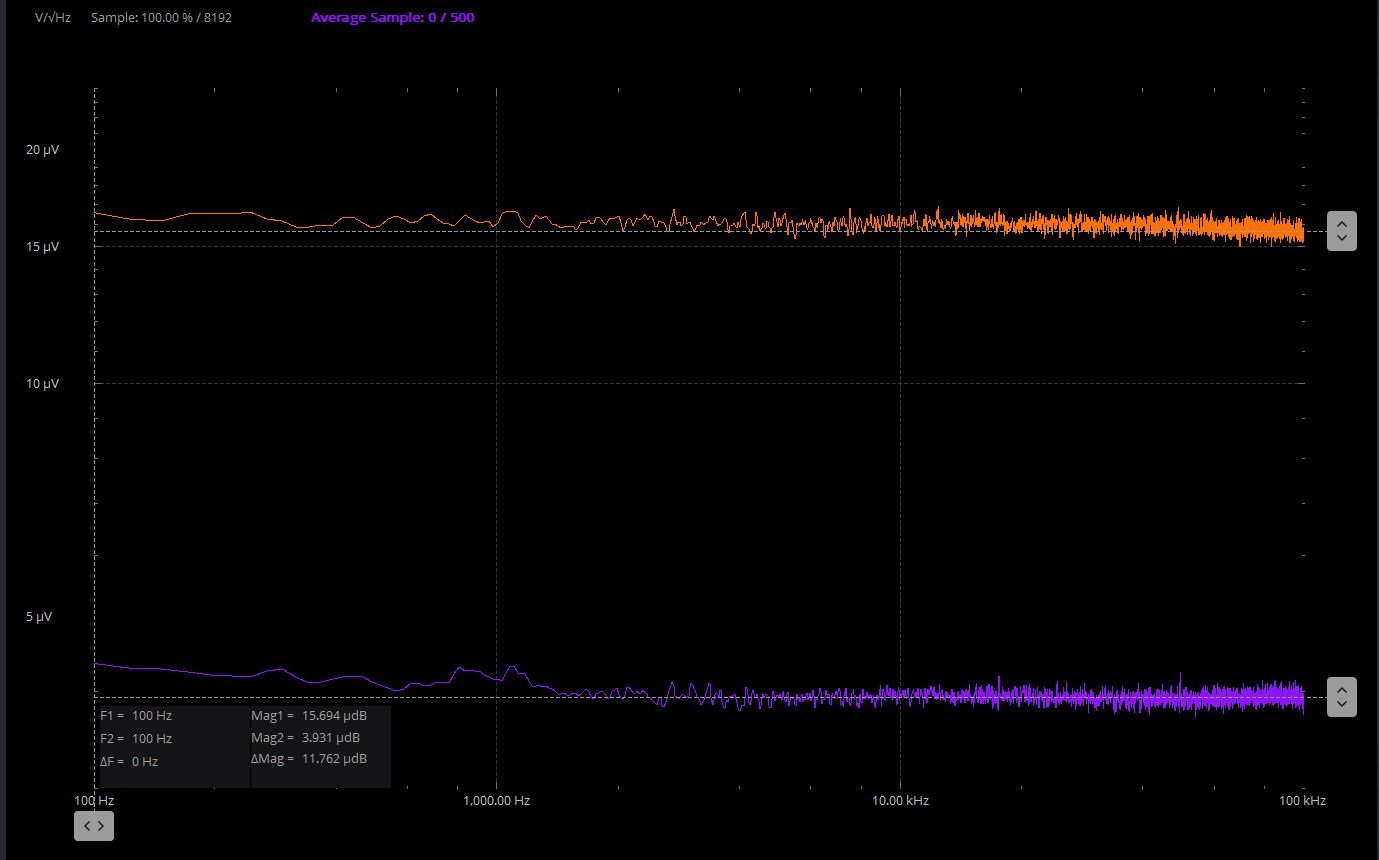 V/√Hz Sample: 100.00 % / 8192 Average Sample: 0 / 500
20 µV
15 µV
10 µV
5 µV
F1 = 100 Hz Mag1 = 15.694 µdB
F2 = 100 Hz Mag2 = 3.931 µdB
ΔF = 0 Hz ΔMag = 11.762 µdB
100 Hz 1,000.00 Hz 10.00 kHz 100 kHz